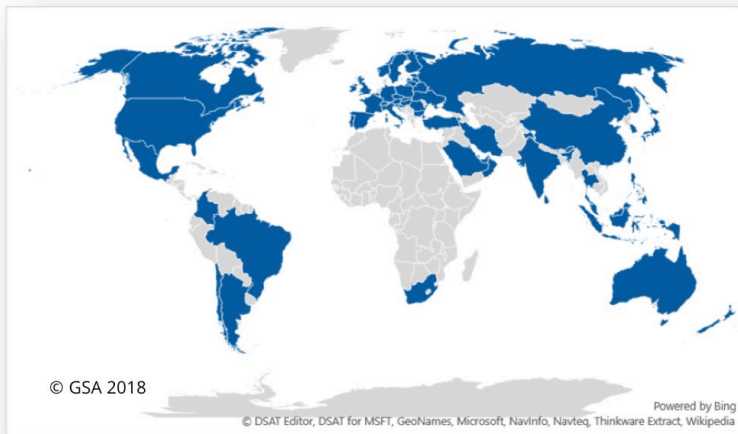 © GSA 2018
Powered by Bing
© DSAT Editor, DSAT for MSFT, GeoNames, Microsoft, NavInfo, Navteq, Thinkware Extract, Wikipedia